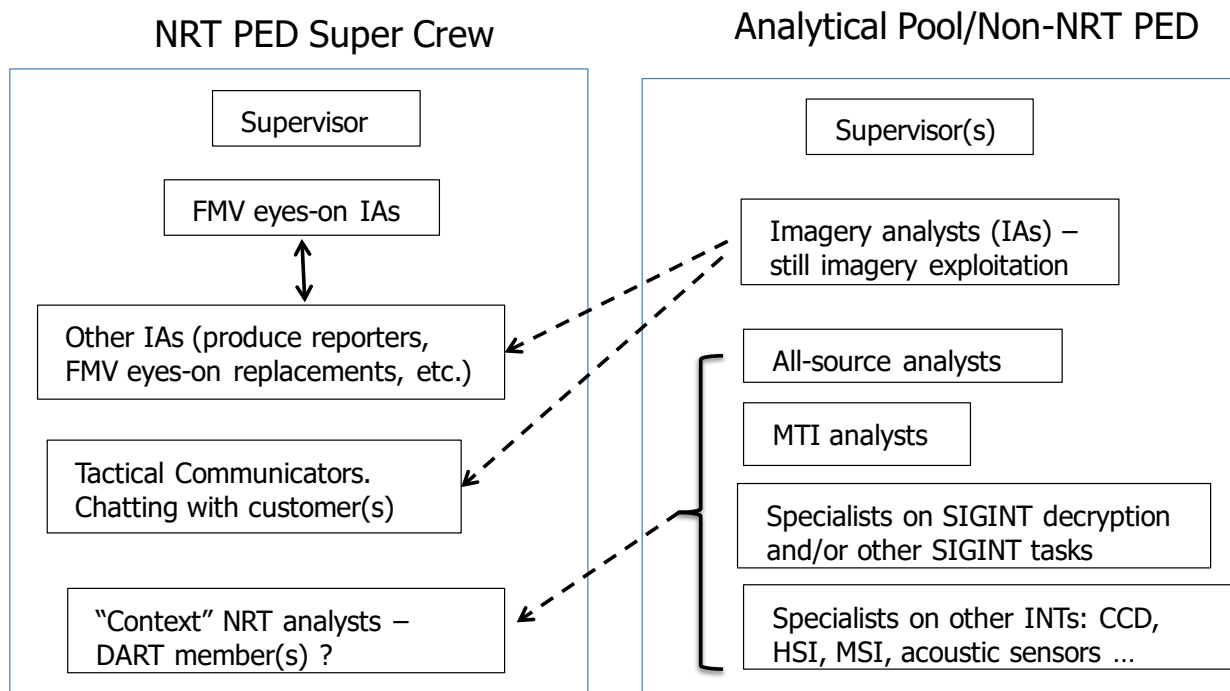 NRT PED Super Crew
Supervisor
FMV eyes-on IAs
Other IAs (produce reporters,
FMV eyes-on replacements, etc.)
Tactical Communicators.
Chatting with customer(s)
“Context” NRT analysts –
DART member(s) ?
Analytical Pool/Non-NRT PED
Supervisor(s)
Imagery analysts (IAs) –
still imagery exploitation
All-source analysts
MTI analysts
Specialists on SIGINT decryption
and/or other SIGINT tasks
Specialists on other INTs: CCD,
HSI, MSI, acoustic sensors …